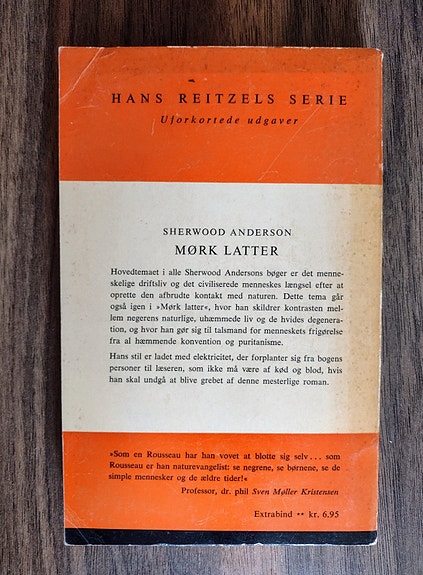 HANS REITZELS SERIE
Uforkortede udgaver
SHERWOOD ANDERSON
MØRK LATTER
Hovedtemaet i alle Sherwood Andersons bøger er det menne-
skelige driftsliv og det civiliserede menneskes længsel efter at
oprette den afbrudte kontakt med naturen. Dette tema går
også igen i »Mørk latter«, hvor han skildrer kontrasten mel-
lem negerens naturlige, uhæmmede liv og de hvides degenera-
tion, og hvor han gør sig til talsmand for menneskets frigørelse
fra al hæmmende konvention og puritanisme.
Hans stil er ladet med elektricitet, der forplanter sig fra bogens
personer til læseren, som ikke må være af kød og blod, hvis
han skal undgå at blive grebet af denne mesterlige roman.
»Som en Rousseau har han vovet at blotte sig selv ... som
Rousseau er han naturevangelist: se negrene, se børnene, se de
simple mennesker og de ældre tider!«
Professor, dr. phil Sven Møller Kristensen
Extrabind •• kr. 6.95